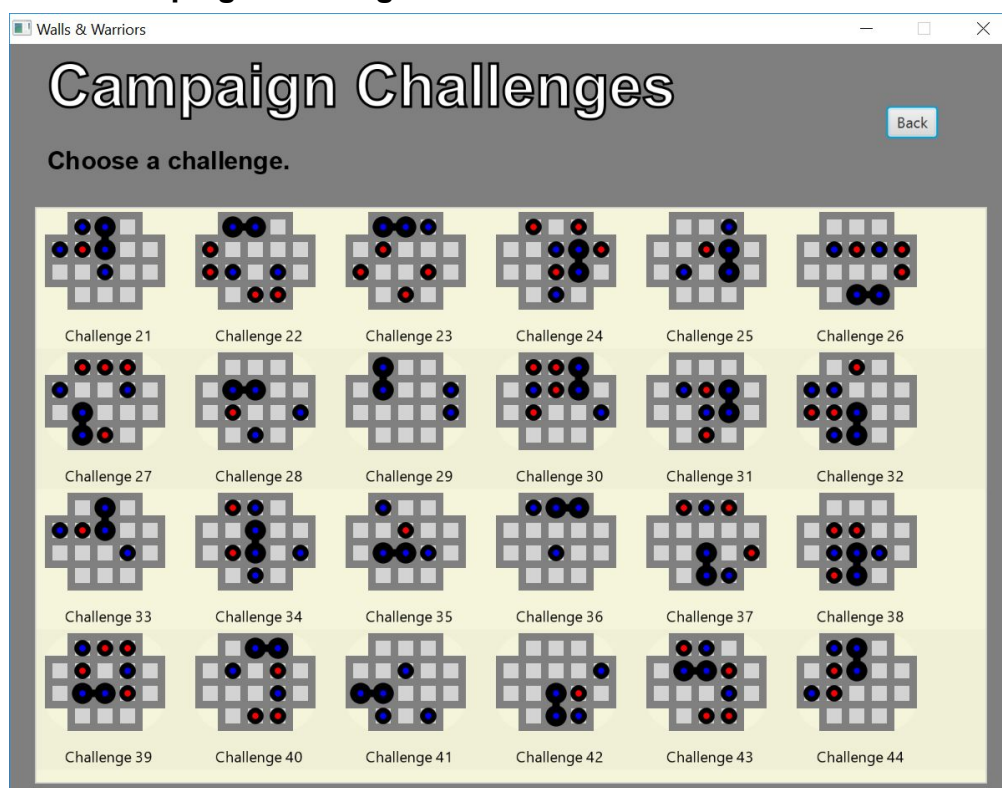 Walls & Warriors
Campaign Challenges
Back
Choose a challenge.
Challenge 21 Challenge 22 Challenge 23 Challenge 24 Challenge 25 Challenge 26
Challenge 27 Challenge 28 Challenge 29 Challenge 30 Challenge 31 Challenge 32
Challenge 33 Challenge 34 Challenge 35 Challenge 36 Challenge 37 Challenge 38
Challenge 39 Challenge 40 Challenge 41 Challenge 42 Challenge 43 Challenge 44